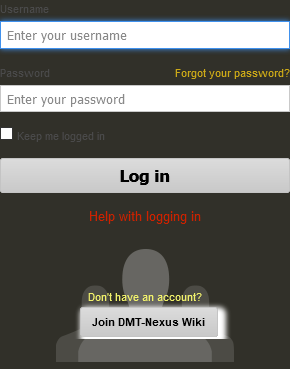 Username
Enter your username
Password Forgot your password?
Enter your password
Keep me logged in
Log in
Help with logging in
Don't have an account?
Join DMT-Nexus Wiki